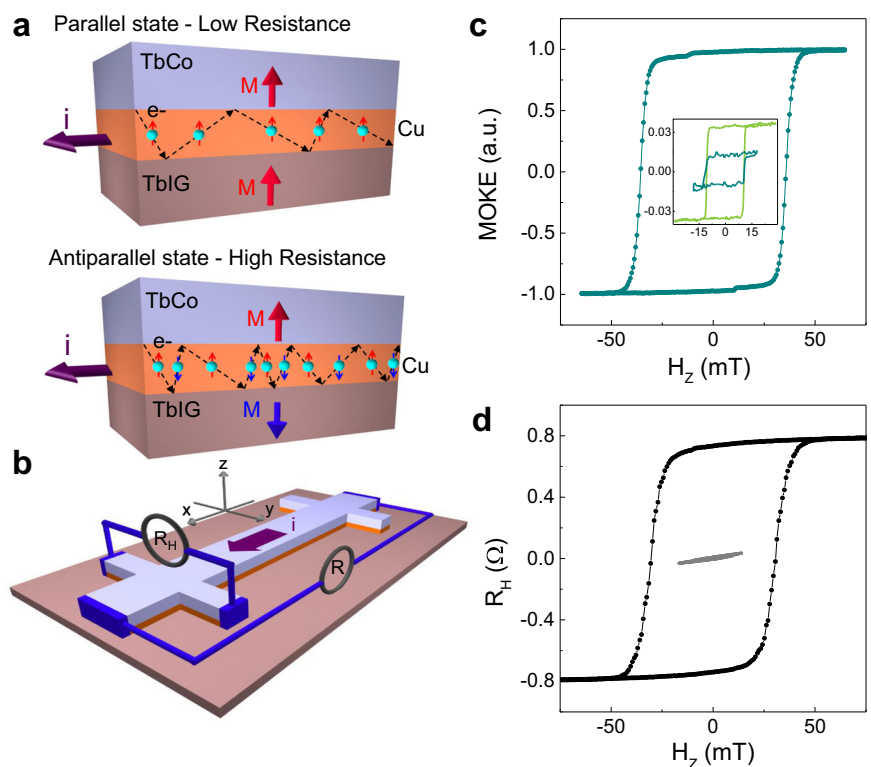 a
Parallel state - Low Resistance
TbCo
M
e-
i
Cu
TbIG
M
Antiparallel state - High Resistance
TbCo
M
e-
i
Cu
TbIG
M
b
z
x
y
i
R_H
R
c
1.0
0.5
0.0
-0.5
-1.0
MOKE (a.u.)
0.03
0.00
-0.03
-15 0 15
-50 0 50
H_Z (mT)
d
0.8
0.4
0.0
-0.4
-0.8
R_H (Ω)
-50 0 50
H_Z (mT)